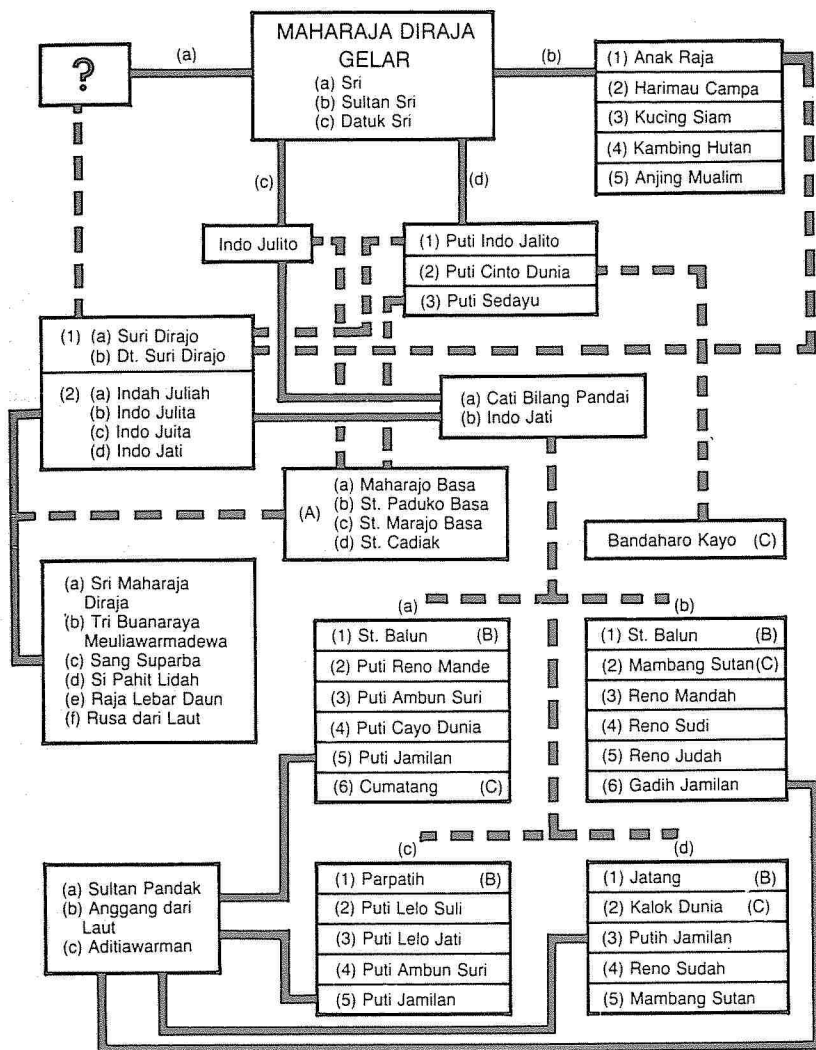 MAHARAJA DIRAJA
GELAR
(a) Sri
(b) Sultan Sri
(c) Datuk Sri
?
(a)
(b)
(1) Anak Raja
(2) Harimau Campa
(3) Kucing Siam
(4) Kambing Hutan
(5) Anjing Mualim
(c)
(d)
Indo Julito
(1) Puti Indo Jalito
(2) Puti Cinto Dunia
(3) Puti Sedayu
(1) (a) Suri Dirajo
(b) Dt. Suri Dirajo
(2) (a) Indah Juliah
(b) Indo Julita
(c) Indo Juita
(d) Indo Jati
(a) Cati Bilang Pandai
(b) Indo Jati
(A)
(a) Maharajo Basa
(b) St. Paduko Basa
(c) St. Marajo Basa
(d) St. Cadiak
Bandaharo Kayo (C)
(a) Sri Maharaja
Diraja
(b) Tri Buanaraya
Meuliawarmadewa
(c) Sang Suparba
(d) Si Pahit Lidah
(e) Raja Lebar Daun
(f) Rusa dari Laut
(a)
(1) St. Balun (B)
(2) Puti Reno Mande
(3) Puti Ambun Suri
(4) Puti Cayo Dunia
(5) Puti Jamilan
(6) Cumatang (C)
(b)
(1) St. Balun (B)
(2) Mambang Sutan(C)
(3) Reno Mandah
(4) Reno Sudi
(5) Reno Judah
(6) Gadih Jamilan
(a) Sultan Pandak
(b) Anggang dari
Laut
(c) Aditiawarman
(c)
(1) Parpatih (B)
(2) Puti Lelo Suli
(3) Puti Lelo Jati
(4) Puti Ambun Suri
(5) Puti Jamilan
(d)
(1) Jatang (B)
(2) Kalok Dunia (C)
(3) Putih Jamilan
(4) Reno Sudah
(5) Mambang Sutan